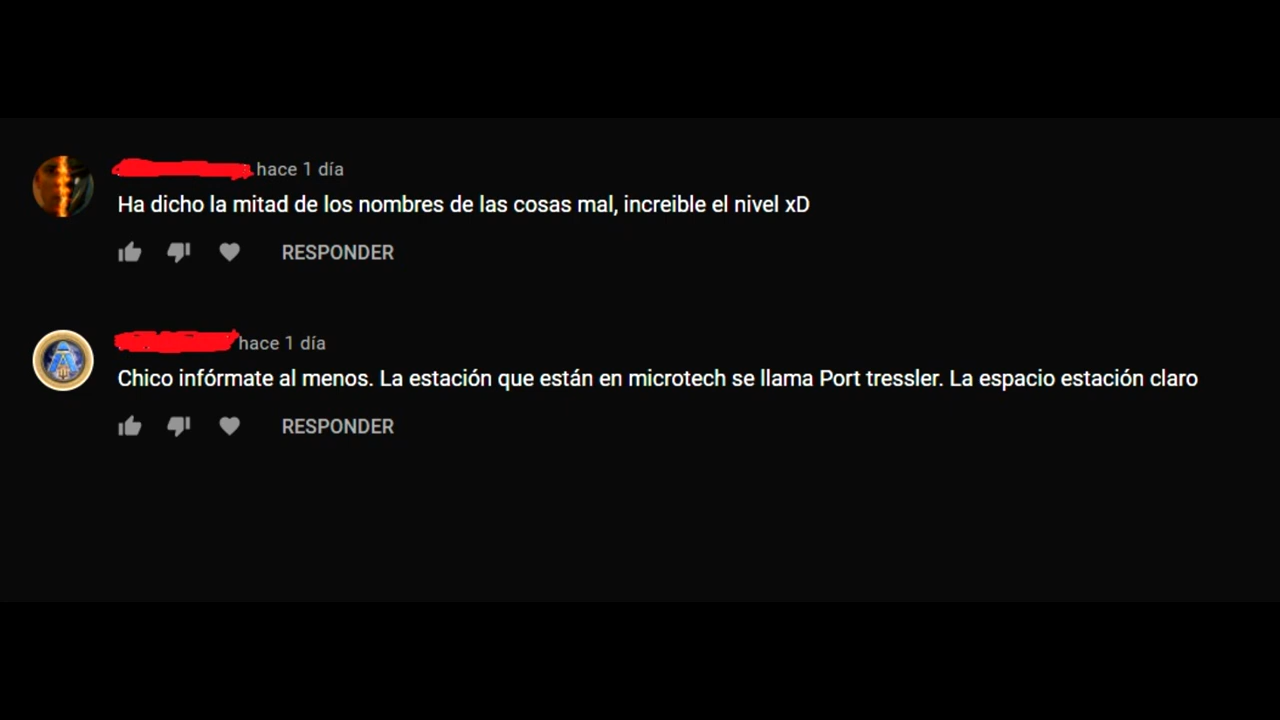 hace 1 día
Ha dicho la mitad de los nombres de las cosas mal, increible el nivel xD
RESPONDER
hace 1 día
Chico infórmate al menos. La estación que están en microtech se llama Port tressler. La espacio estación claro
RESPONDER